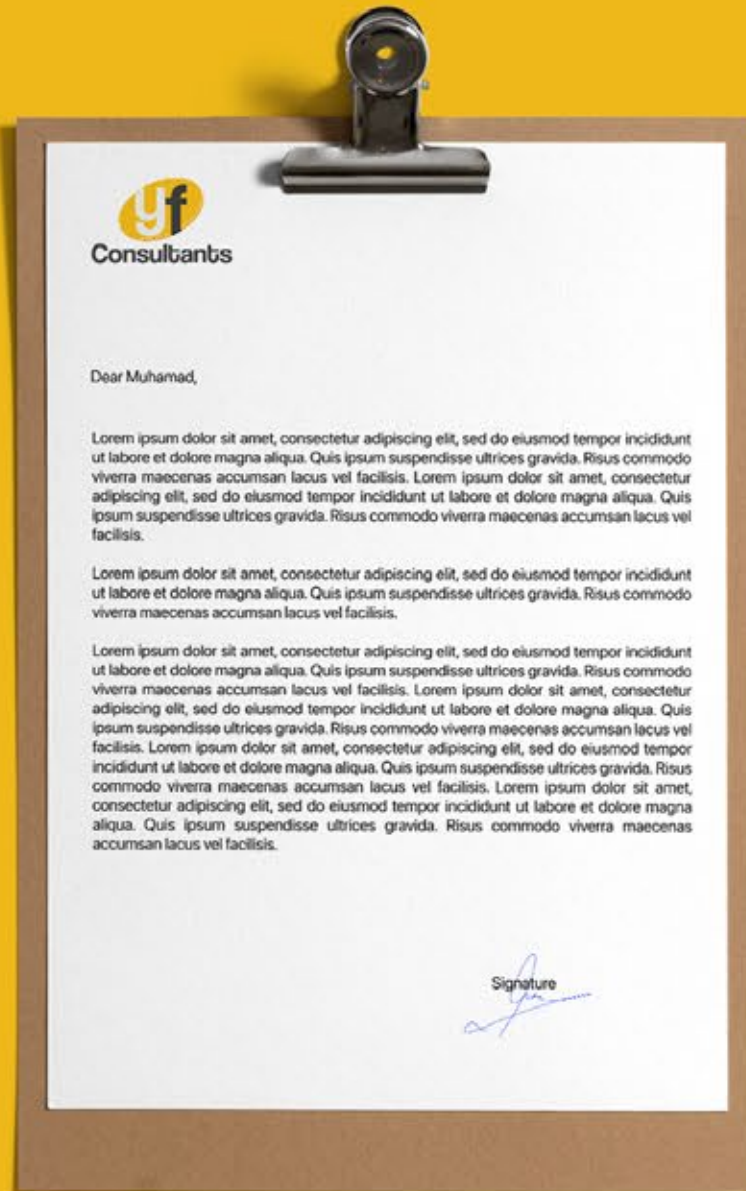 yf
Consultants
Dear Muhamad,
Lorem ipsum dolor sit amet, consectetur adipiscing elit, sed do eiusmod tempor incididunt
ut labore et dolore magna aliqua. Quis ipsum suspendisse ultrices gravida. Risus commodo
viverra maecenas accumsan lacus vel facilisis. Lorem ipsum dolor sit amet, consectetur
adipiscing elit, sed do eiusmod tempor incididunt ut labore et dolore magna aliqua. Quis
ipsum suspendisse ultrices gravida. Risus commodo viverra maecenas accumsan lacus vel
facilisis.
Lorem ipsum dolor sit amet, consectetur adipiscing elit, sed do eiusmod tempor incididunt
ut labore et dolore magna aliqua. Quis ipsum suspendisse ultrices gravida. Risus commodo
viverra maecenas accumsan lacus vel facilisis.
Lorem ipsum dolor sit amet, consectetur adipiscing elit, sed do eiusmod tempor incididunt
ut labore et dolore magna aliqua. Quis ipsum suspendisse ultrices gravida. Risus commodo
viverra maecenas accumsan lacus vel facilisis. Lorem ipsum dolor sit amet, consectetur
adipiscing elit, sed do eiusmod tempor incididunt ut labore et dolore magna aliqua. Quis
ipsum suspendisse ultrices gravida. Risus commodo viverra maecenas accumsan lacus vel
facilisis. Lorem ipsum dolor sit amet, consectetur adipiscing elit, sed do eiusmod tempor
incididunt ut labore et dolore magna aliqua. Quis ipsum suspendisse ultrices gravida. Risus
commodo viverra maecenas accumsan lacus vel facilisis. Lorem ipsum dolor sit amet,
consectetur adipiscing elit, sed do eiusmod tempor incididunt ut labore et dolore magna
aliqua. Quis ipsum suspendisse ultrices gravida. Risus commodo viverra maecenas
accumsan lacus vel facilisis.
Signature